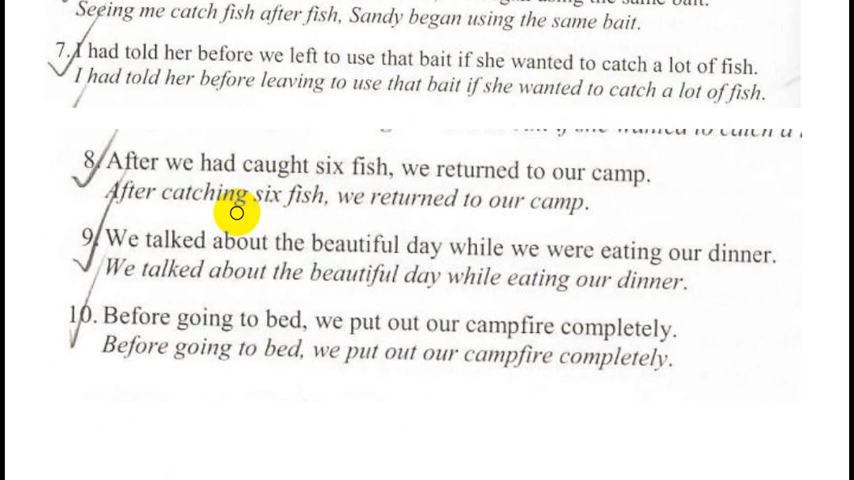 Seeing me catch fish after fish, Sandy began using the same bait.
7. I had told her before we left to use that bait if she wanted to catch a lot of fish.
I had told her before leaving to use that bait if she wanted to catch a lot of fish.
8. After we had caught six fish, we returned to our camp.
After catching six fish, we returned to our camp.
9. We talked about the beautiful day while we were eating our dinner.
We talked about the beautiful day while eating our dinner.
10. Before going to bed, we put out our campfire completely.
Before going to bed, we put out our campfire completely.